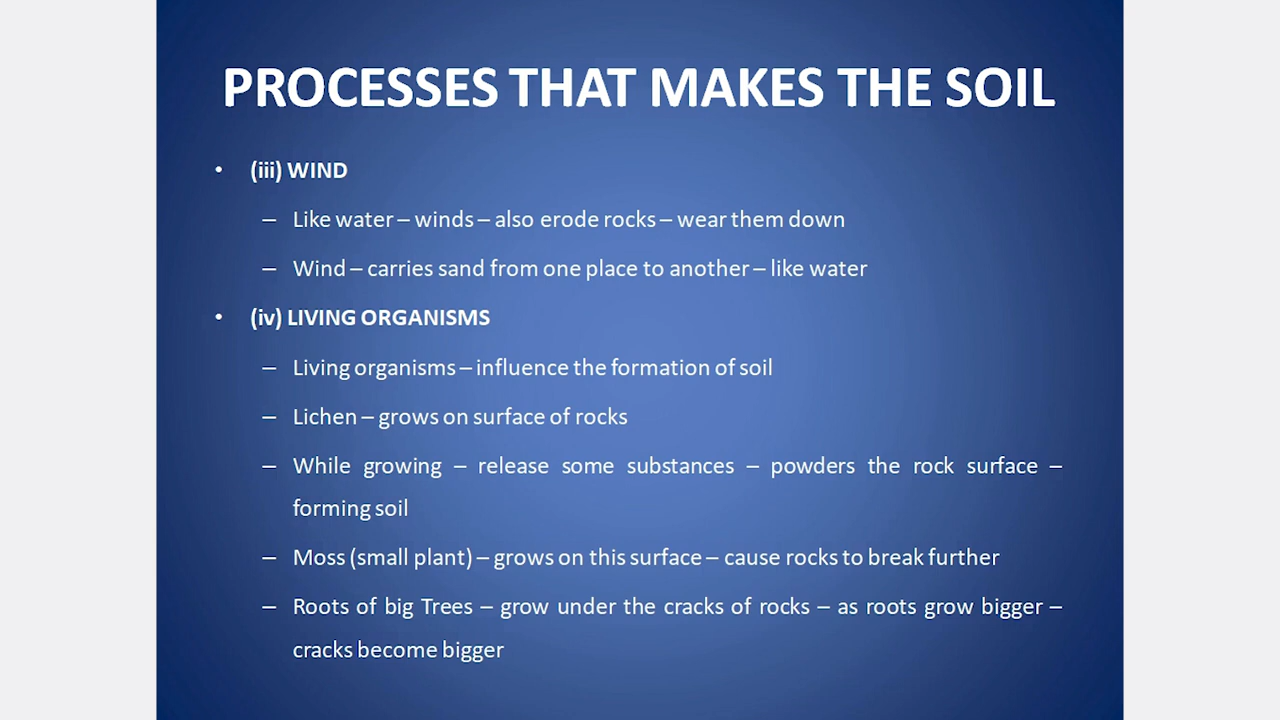 PROCESSES THAT MAKES THE SOIL
• (iii) WIND
– Like water – winds – also erode rocks – wear them down
– Wind – carries sand from one place to another – like water
• (iv) LIVING ORGANISMS
– Living organisms – influence the formation of soil
– Lichen – grows on surface of rocks
– While growing – release some substances – powders the rock surface –
forming soil
– Moss (small plant) – grows on this surface – cause rocks to break further
– Roots of big Trees – grow under the cracks of rocks – as roots grow bigger –
cracks become bigger